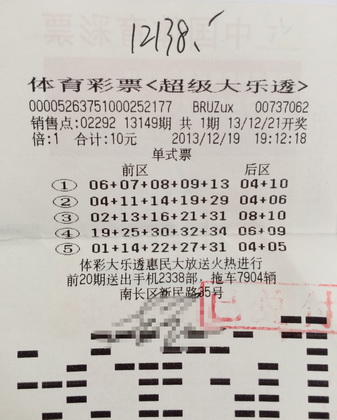 12138.
体育彩票<超级大乐透>
00005263751000252177 BRUZux 00737062
销售点:02292 13149期 共 1期 13/12/21开奖
倍:1 合计:10元 2013/12/19 19:12:18
单式票
前区 后区
① 06+07+08+09+13 04+10
② 04+11+14+19+29 04+06
③ 02+13+16+21+31 08+10
④ 19+25+30+32+34 06+09
⑤ 01+14+22+27+31 04+05
体彩大乐透惠民大放送火热进行
前20期送出手机2338部，拖车7904辆
南长区新民路35号